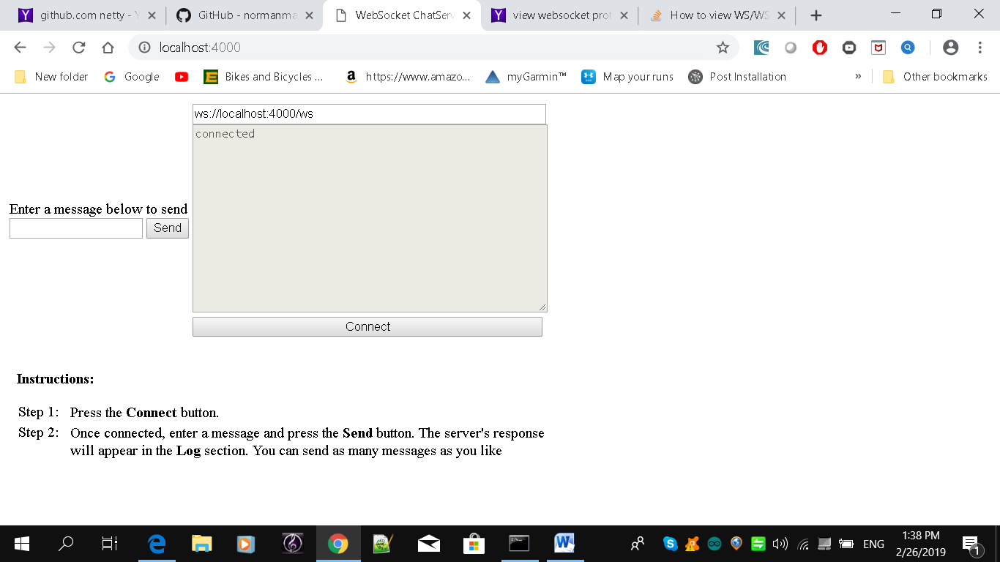 github.com netty - Y
GitHub - normanma
WebSocket ChatServ
view websocket prot
How to view WS/WS
localhost:4000
New folder
Google
Bikes and Bicycles ...
https://www.amazo...
myGarmin™
Map your runs
Post Installation
»
Other bookmarks
ws://localhost:4000/ws
connected
Enter a message below to send
Send
Connect
Instructions:
Step 1: Press the Connect button.
Step 2: Once connected, enter a message and press the Send button. The server's response
will appear in the Log section. You can send as many messages as you like
ENG
1:38 PM
2/26/2019
1